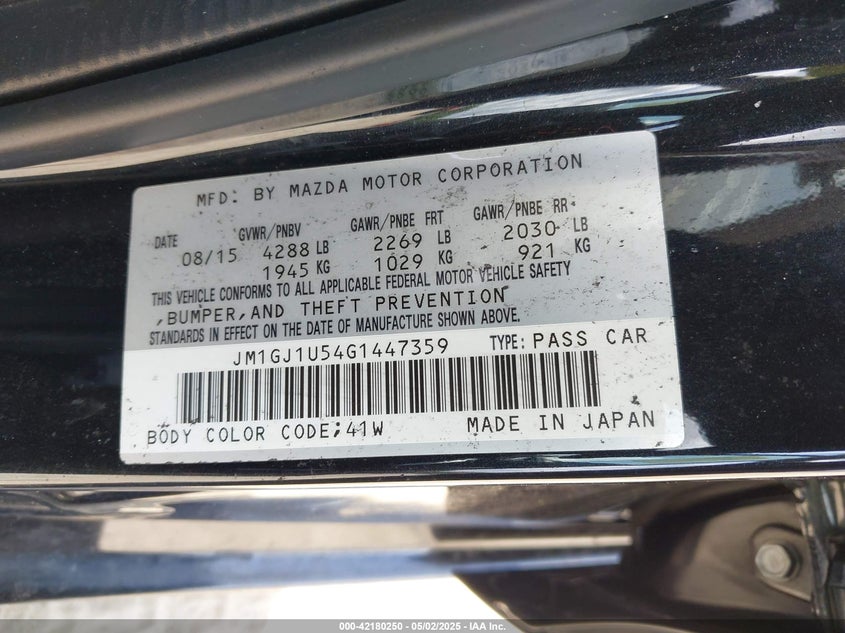 MFD: BY MAZDA MOTOR CORPORATION
DATE GVWR/PNBV GAWR/PNBE FRT GAWR/PNBE RR
08/15 4288 LB 2269 LB 2030 LB
1945 KG 1029 KG 921 KG
THIS VEHICLE CONFORMS TO ALL APPLICABLE FEDERAL MOTOR VEHICLE SAFETY
,BUMPER,AND THEFT PREVENTION
STANDARDS IN EFFECT ON THE DATE OF MANUFACTURE SHOWN ABOVE.
JM1GJ1U54G1447359 TYPE: PASS CAR
BODY COLOR CODE;41W MADE IN JAPAN
000-42180250 - 05/02/2025 - IAA Inc.